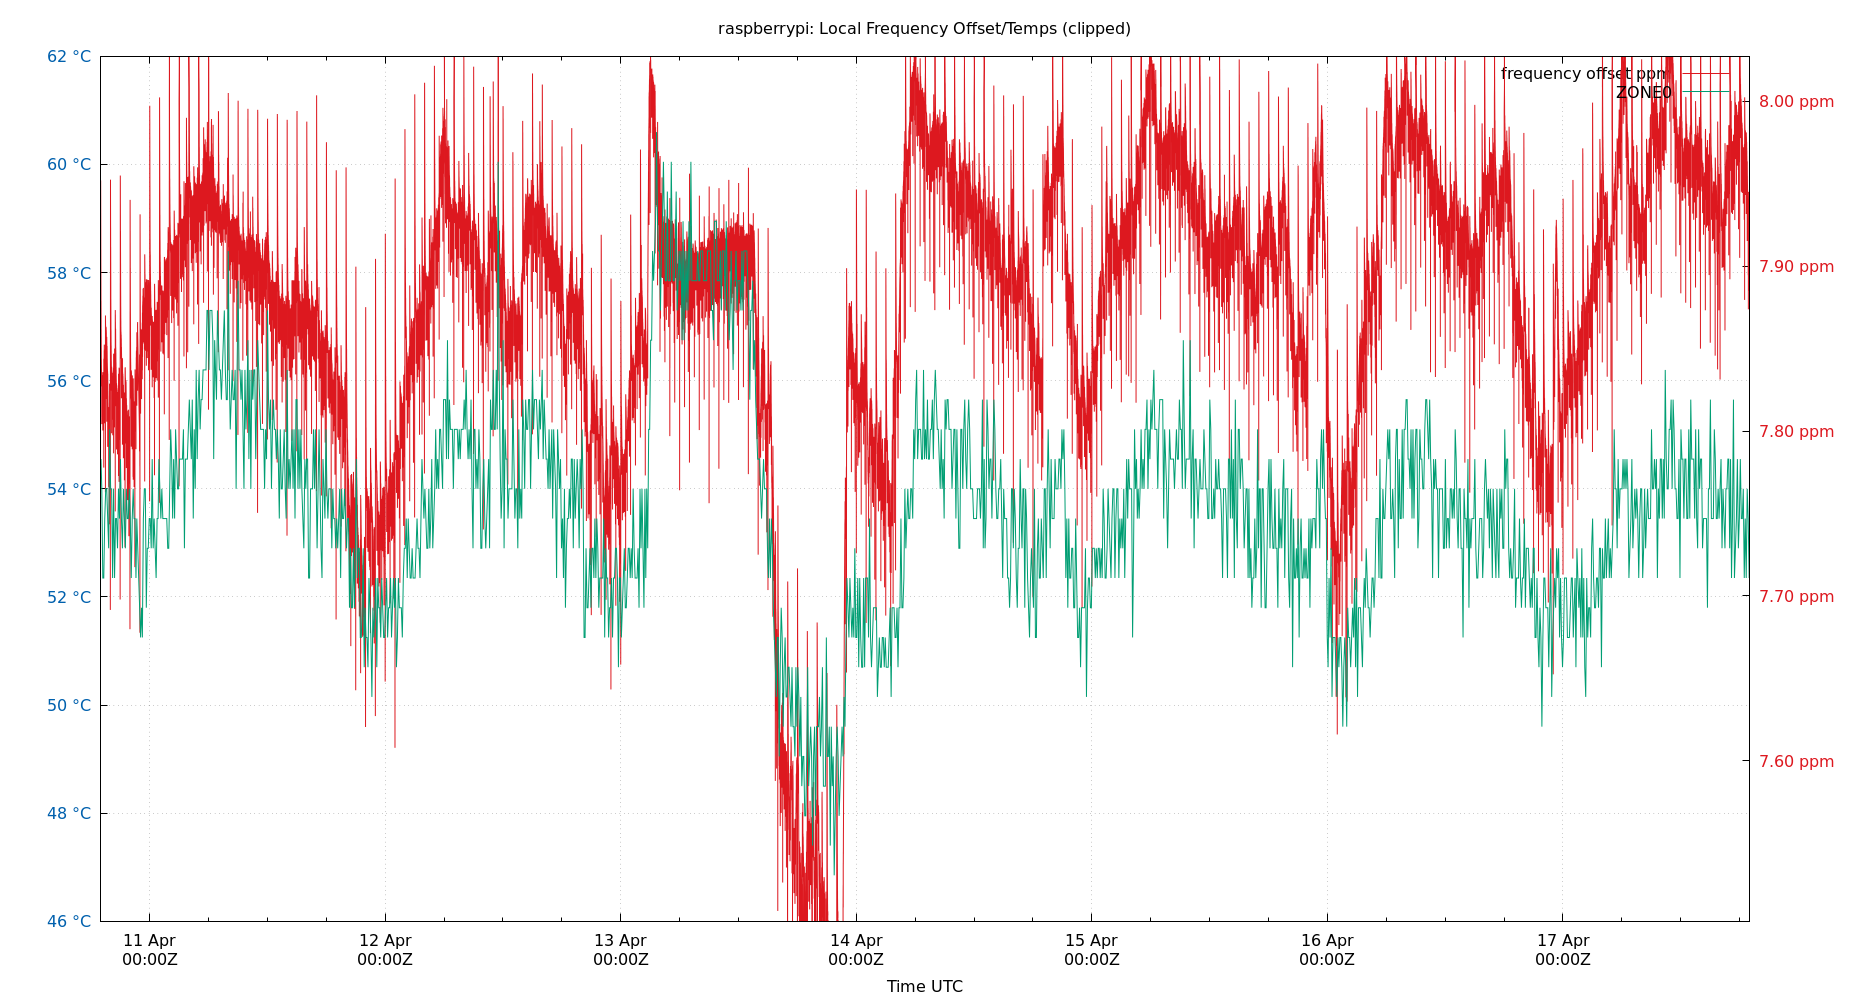 raspberrypi: Local Frequency Offset/Temps (clipped)
62 °C
60 °C
58 °C
56 °C
54 °C
52 °C
50 °C
48 °C
46 °C
frequency offset ppm
ZONE0
8.00 ppm
7.90 ppm
7.80 ppm
7.70 ppm
7.60 ppm
11 Apr
00:00Z
12 Apr
00:00Z
13 Apr
00:00Z
14 Apr
00:00Z
15 Apr
00:00Z
16 Apr
00:00Z
17 Apr
00:00Z
Time UTC